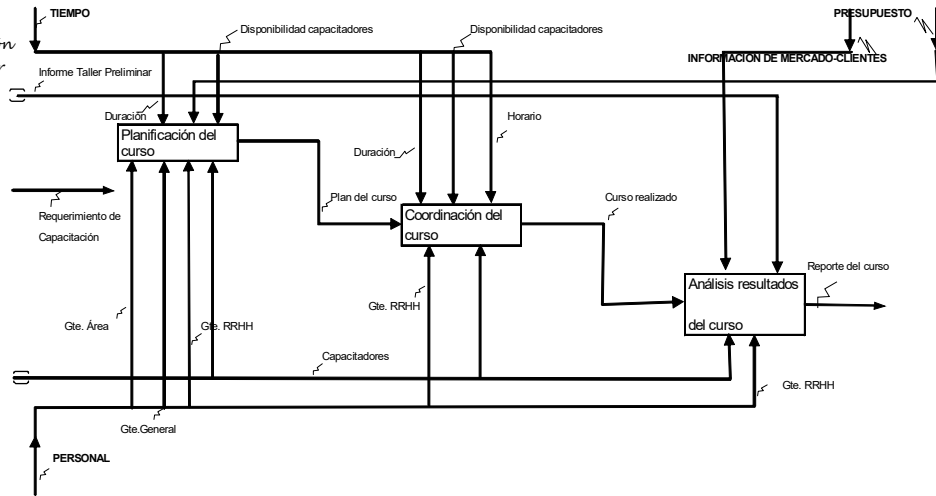 TIEMPO
PRESUPUESTO
Disponibilidad capacitadores
Disponibilidad capacitadores
INFORMACION DE MERCADO-CLIENTES
Informe Taller Preliminar
Duración
Horario
Planificación del
curso
Duración
Requerimiento de
Capacitación
Plan del curso
Curso realizado
Coordinación del
curso
Reporte del curso
Análisis resultados
del curso
Gte. Área
Gte. RRHH
Gte. RRHH
Capacitadores
Gte. RRHH
Gte.General
PERSONAL